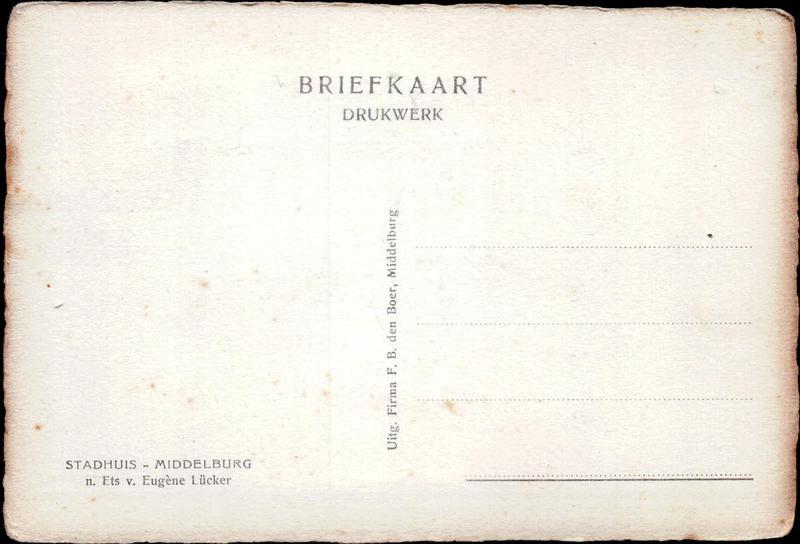 BRIEFKAART
DRUKWERK
Uitg. Firma F. B. den Boer, Middelburg
STADHUIS - MIDDELBURG
n. Ets v. Eugène Lücker